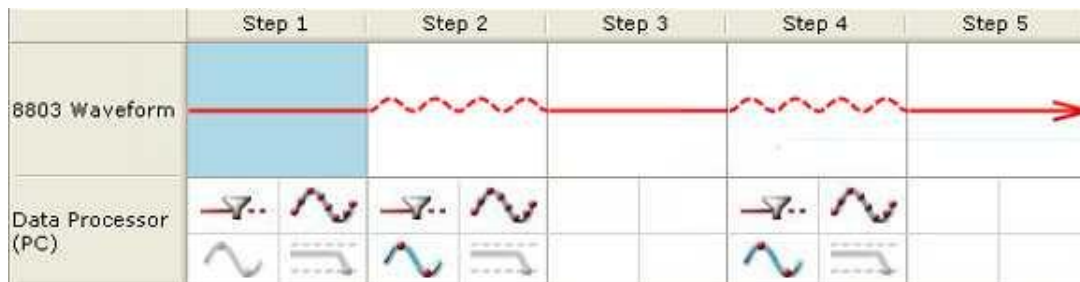 Step 1 Step 2 Step 3 Step 4 Step 5
8803 Waveform
Data Processor
(PC)